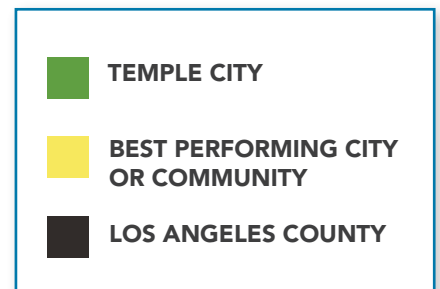 TEMPLE CITY
BEST PERFORMING CITY
OR COMMUNITY
LOS ANGELES COUNTY